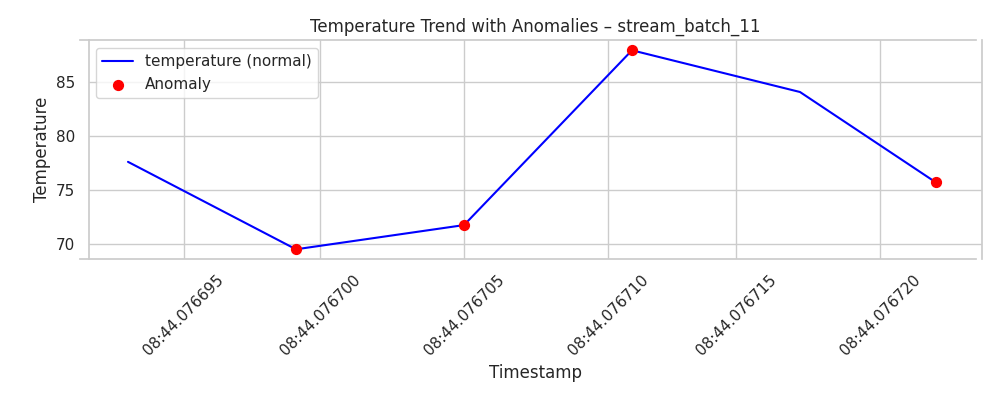 Temperature Trend with Anomalies – stream_batch_11
temperature (normal)
Anomaly
Temperature
85
80
75
70
08:44.076695
08:44.076700
08:44.076705
08:44.076710
08:44.076715
08:44.076720
Timestamp